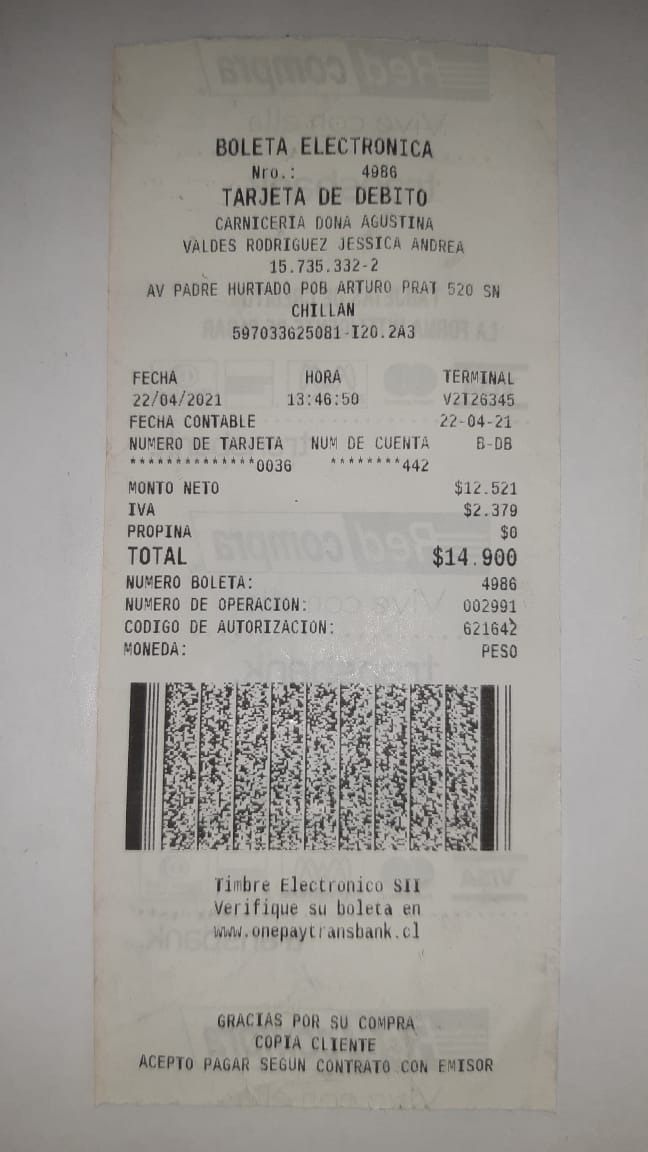 BOLETA ELECTRONICA
Nro.: 4986
TARJETA DE DEBITO
CARNICERIA DONA AGUSTINA
VALDES RODRIGUEZ JESSICA ANDREA
15.735.332-2
AV PADRE HURTADO POB ARTURO PRAT 520 SN
CHILLAN
597033625081-I20.2A3
FECHA HORA TERMINAL
22/04/2021 13:46:50 V2T26345
FECHA CONTABLE 22-04-21
NUMERO DE TARJETA NUM DE CUENTA B-DB
**************0036 ********442
MONTO NETO $12.521
IVA $2.379
PROPINA $0
TOTAL $14.900
NUMERO BOLETA: 4986
NUMERO DE OPERACION: 002991
CODIGO DE AUTORIZACION: 621642
MONEDA: PESO
Timbre Electronico SII
Verifique su boleta en
www.onepaytransbank.cl
GRACIAS POR SU COMPRA
COPIA CLIENTE
ACEPTO PAGAR SEGUN CONTRATO CON EMISOR